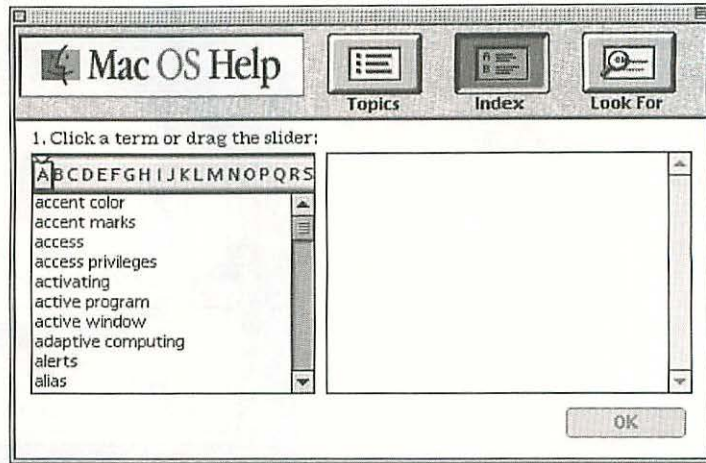 Mac OS Help
Topics
Index
Look For
1. Click a term or drag the slider:
A B C D E F G H I J K L M N O P Q R S
accent color
accent marks
access
access privileges
activating
active program
active window
adaptive computing
alerts
alias
OK